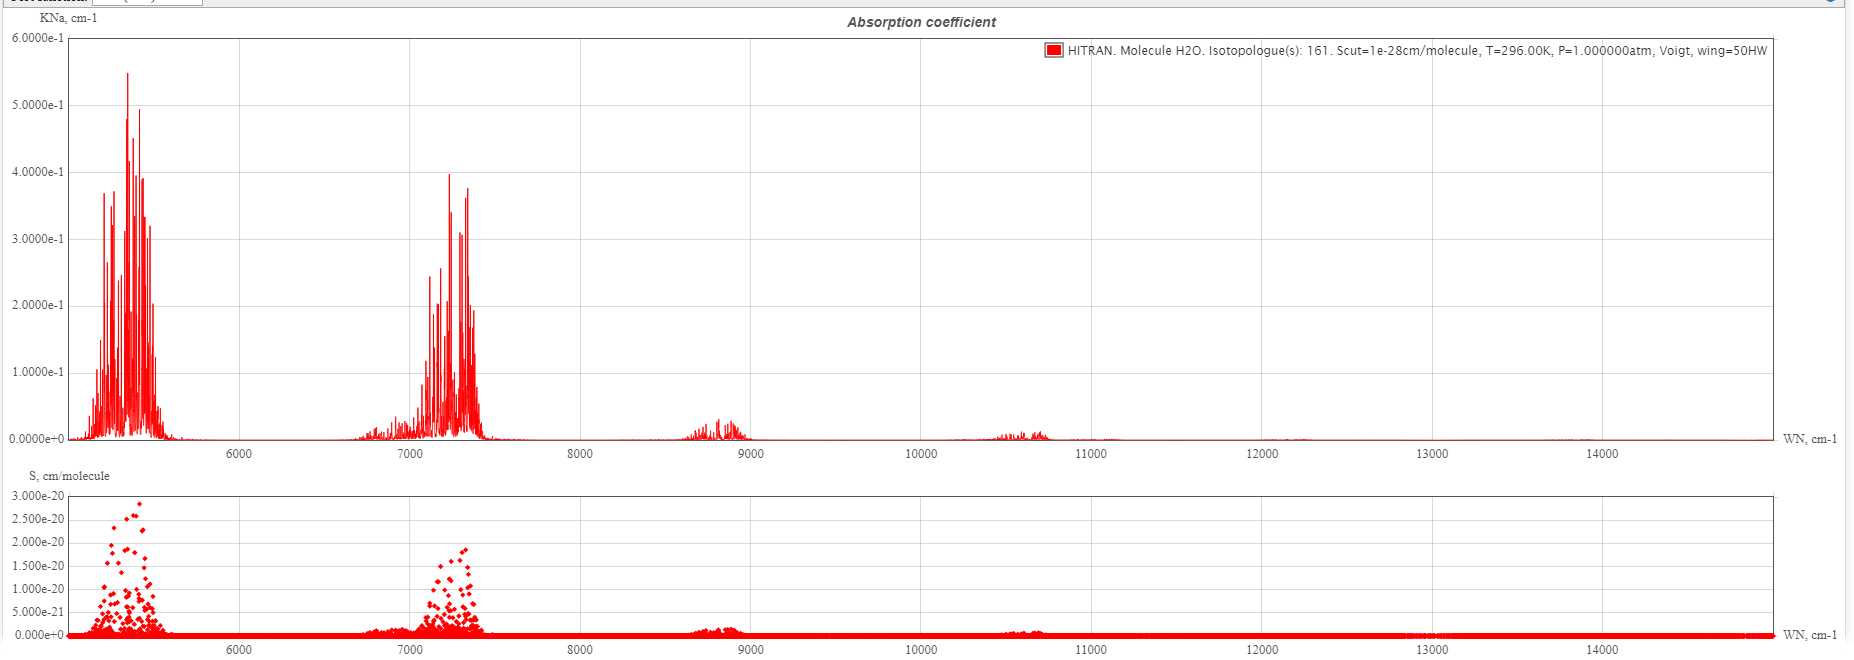 Absorption coefficient
KNa, cm-1
HITRAN. Molecule H2O. Isotopologue(s): 161. Scut=1e-28cm/molecule, T=296.00K, P=1.000000atm, Voigt, wing=50HW
6.0000e-1
5.0000e-1
4.0000e-1
3.0000e-1
2.0000e-1
1.0000e-1
0.0000e+0
6000 7000 8000 9000 10000 11000 12000 13000 14000
WN, cm-1
S, cm/molecule
3.000e-20
2.500e-20
2.000e-20
1.500e-20
1.000e-20
5.000e-21
0.000e+0
6000 7000 8000 9000 10000 11000 12000 13000 14000
WN, cm-1